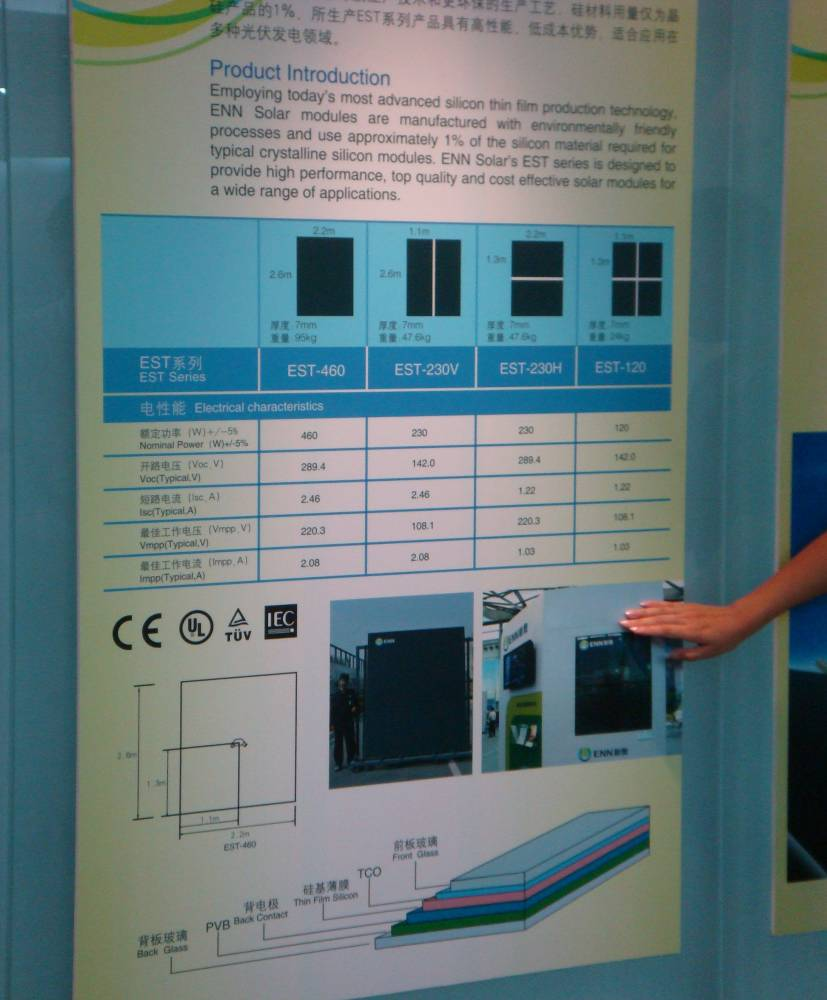 技术和更环保的生产工艺，硅材料用量仅为晶
硅产品的1%。所生产EST系列产品具有高性能、低成本优势，适合应用在
多种光伏发电领域。
Product Introduction
Employing today's most advanced silicon thin film production technology,
ENN Solar modules are manufactured with environmentally friendly
processes and use approximately 1% of the silicon material required for
typical crystalline silicon modules. ENN Solar's EST series is designed to
provide high performance, top quality and cost effective solar modules for
a wide range of applications.
2.2m 1.1m 2.2m 1.1m
2.6m 2.6m 1.3m 1.3m
厚度 7mm 厚度 7mm 厚度 7mm 厚度 7mm
重量 95kg 重量 47.6kg 重量 47.6kg 重量 24kg
EST系列
EST Series EST-460 EST-230V EST-230H EST-120
电性能 Electrical characteristics
额定功率 (W)+/-5%
Nominal Power (W)+/-5% 460 230 230 120
开路电压 (Voc,V)
Voc(Typical,V) 289.4 142.0 289.4 142.0
短路电流 (Isc,A)
Isc(Typical,A) 2.46 2.46 1.22 1.22
最佳工作电压 (Vmpp,V)
Vmpp(Typical,V) 220.3 108.1 220.3 108.1
最佳工作电流 (Impp,A)
Impp(Typical,A) 2.08 2.08 1.03 1.03
CE UL TÜV IEC
ENN
ENN新奥
ENN新奥
2.6m
1.3m
1.1m
2.2m
EST-460
前板玻璃
Front Glass
TCO
硅基薄膜
Thin Film Silicon
背电极
Back Contact
PVB
背板玻璃
Back Glass